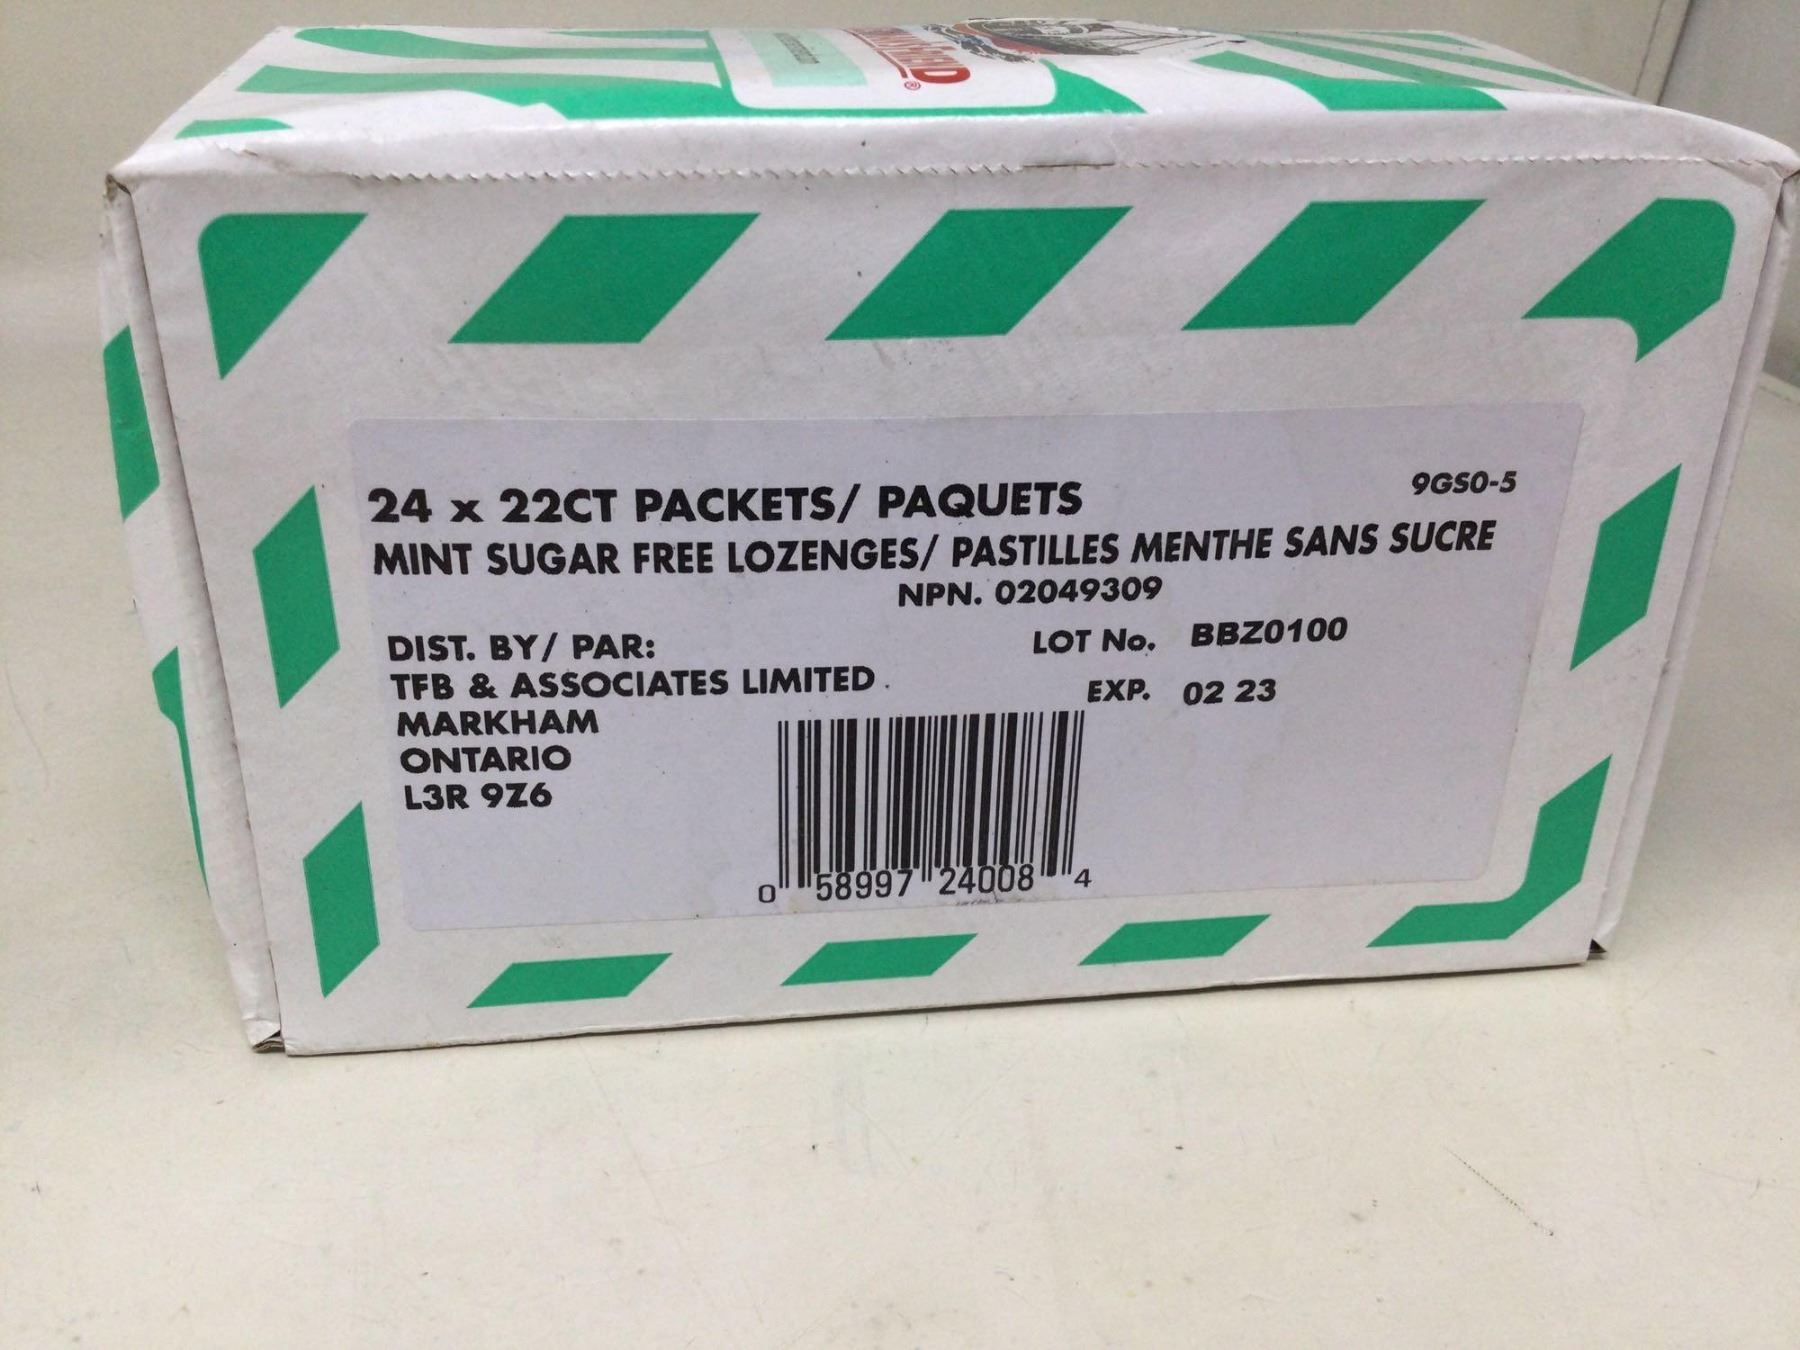 24 x 22CT PACKETS/ PAQUETS
9GS0-5
MINT SUGAR FREE LOZENGES/ PASTILLES MENTHE SANS SUCRE
NPN. 02049309
DIST. BY/ PAR:
LOT No. BBZ0100
TFB & ASSOCIATES LIMITED
EXP. 02 23
MARKHAM
ONTARIO
L3R 9Z6
0 58997 24008 4